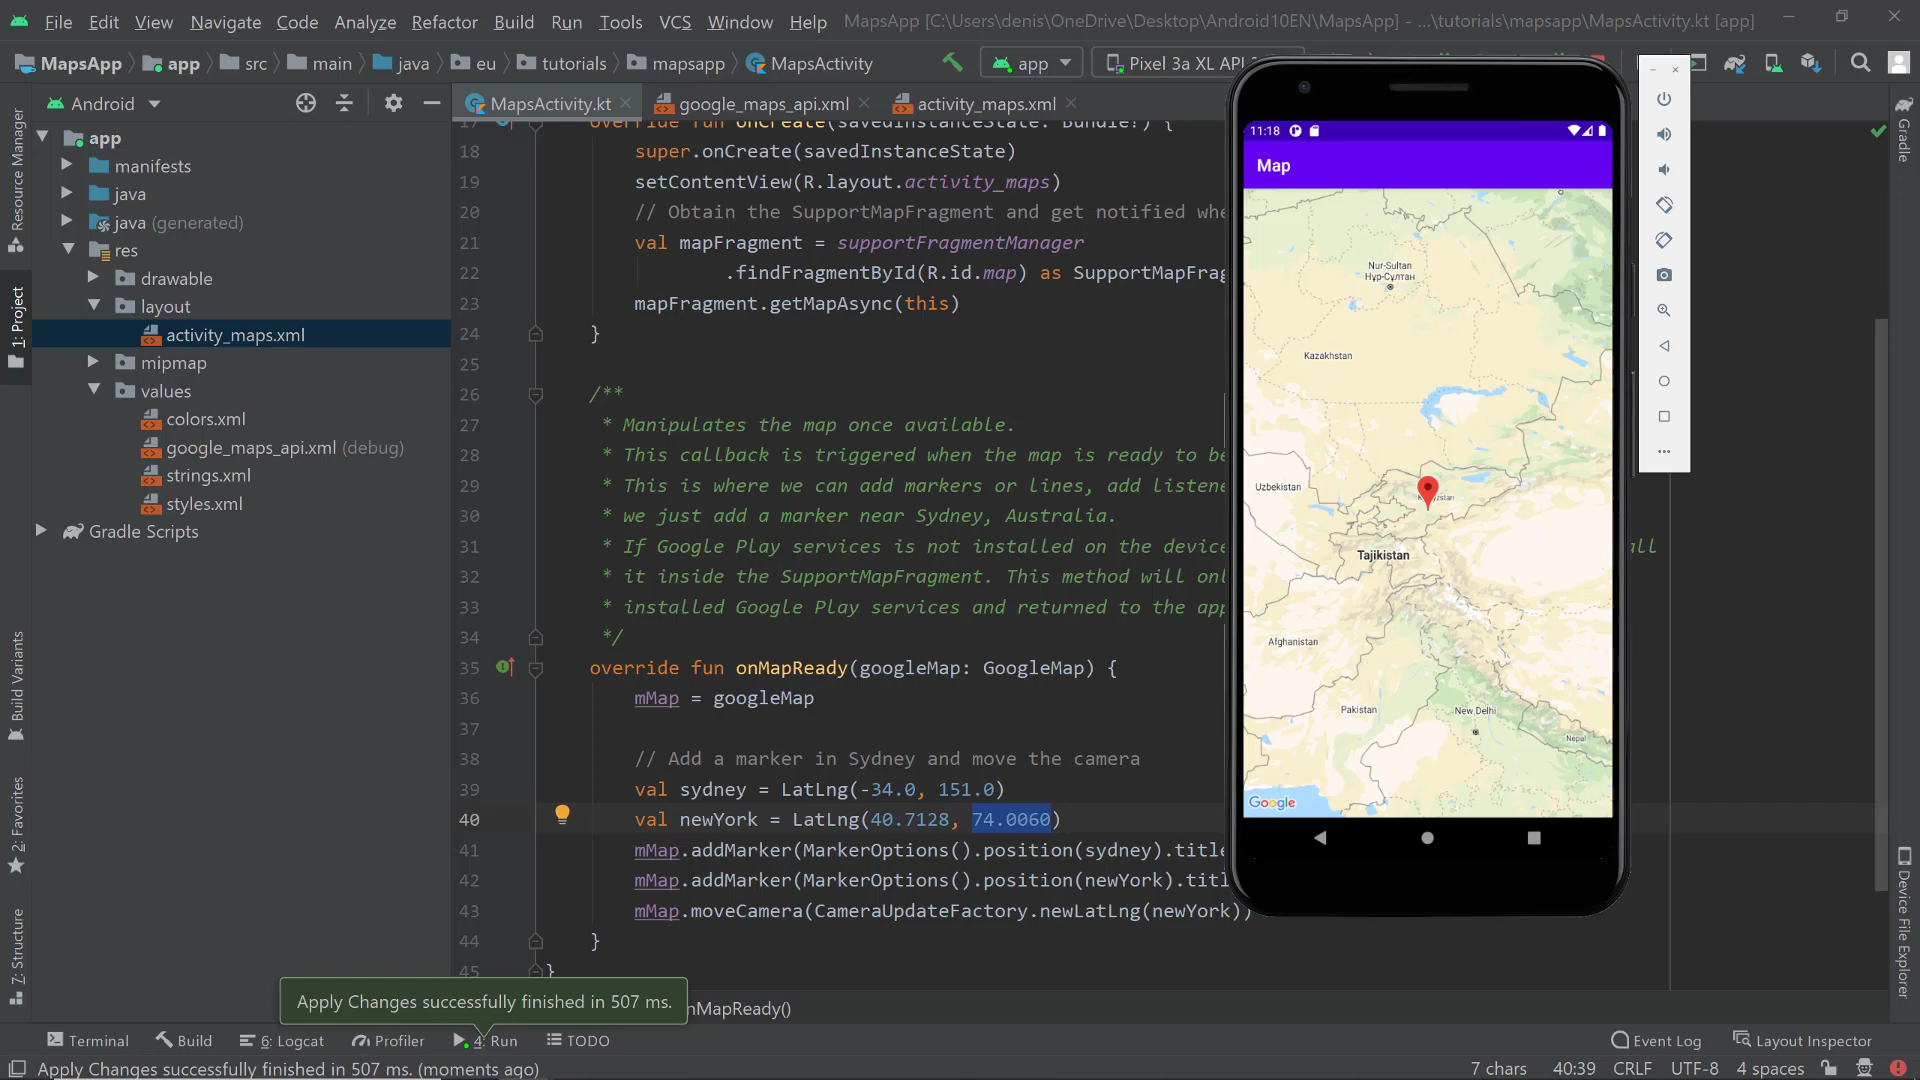 File Edit View Navigate Code Analyze Refactor Build Run Tools VCS Window Help MapsApp [C:\Users\denis\OneDrive\Desktop\Android10EN\MapsApp] - ...\tutorials\mapsapp\MapsActivity.kt [app]
MapsApp app src main java eu tutorials mapsapp MapsActivity app Pixel 3a XL API
Android
MapsActivity.kt google_maps_api.xml activity_maps.xml
app
manifests
java
java (generated)
res
drawable
layout
activity_maps.xml
mipmap
values
colors.xml
google_maps_api.xml (debug)
strings.xml
styles.xml
Gradle Scripts
Resource Manager
1: Project
Build Variants
2: Favorites
7: Structure
17 override fun onCreate(savedInstanceState: Bundle?) {
18 super.onCreate(savedInstanceState)
19 setContentView(R.layout.activity_maps)
20 // Obtain the SupportMapFragment and get notified whe
21 val mapFragment = supportFragmentManager
22 .findFragmentById(R.id.map) as SupportMapFrag
23 mapFragment.getMapAsync(this)
24 }
25
26 /**
27 * Manipulates the map once available.
28 * This callback is triggered when the map is ready to be
29 * This is where we can add markers or lines, add listene
30 * we just add a marker near Sydney, Australia.
31 * If Google Play services is not installed on the device all
32 * it inside the SupportMapFragment. This method will onl
33 * installed Google Play services and returned to the app
34 */
35 override fun onMapReady(googleMap: GoogleMap) {
36 mMap = googleMap
37
38 // Add a marker in Sydney and move the camera
39 val sydney = LatLng(-34.0, 151.0)
40 val newYork = LatLng(40.7128, 74.0060)
41 mMap.addMarker(MarkerOptions().position(sydney).title
42 mMap.addMarker(MarkerOptions().position(newYork).titl
43 mMap.moveCamera(CameraUpdateFactory.newLatLng(newYork))
44 }
45 }
11:18
Map
Nur-Sultan
Нұр-Сұлтан
Kazakhstan
Uzbekistan
Tajikistan
Afghanistan
Pakistan
New Delhi
Nepal
Google
Gradle
Device File Explorer
Apply Changes successfully finished in 507 ms.
nMapReady()
Terminal Build 6: Logcat Profiler 4: Run TODO Event Log Layout Inspector
Apply Changes successfully finished in 507 ms. (moments ago) 7 chars 40:39 CRLF UTF-8 4 spaces